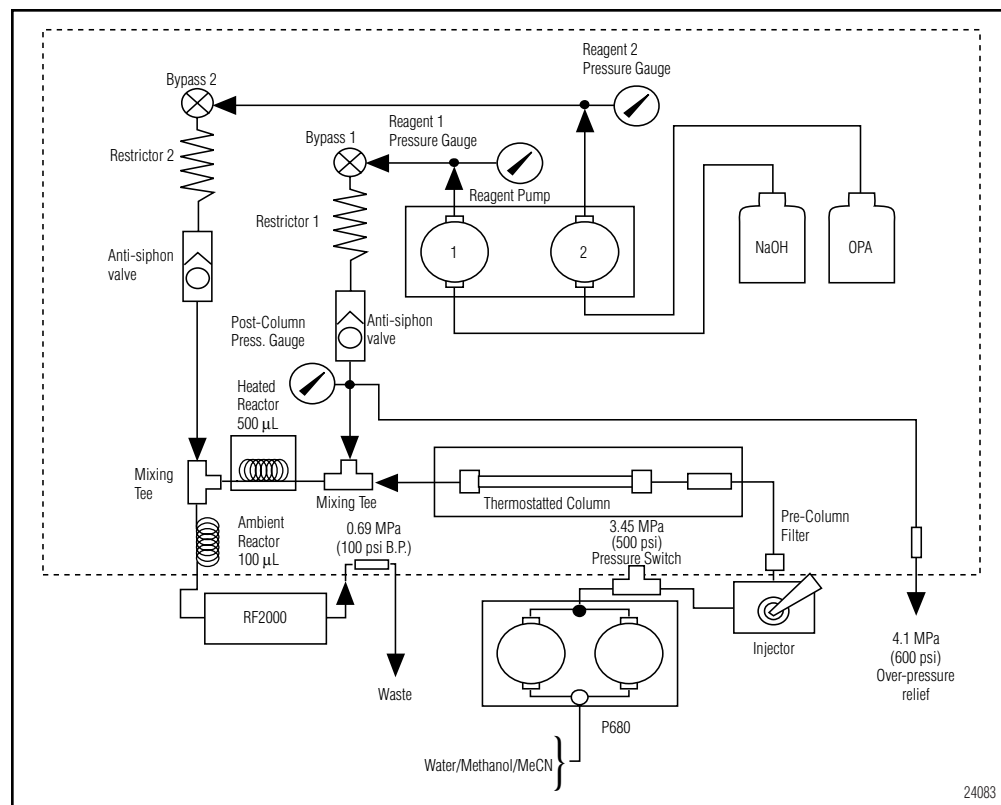 Reagent 2
Pressure Gauge
Bypass 2
Reagent 1
Pressure Gauge
Bypass 1
Restrictor 2
Reagent Pump
Restrictor 1
1
2
NaOH
OPA
Anti-siphon
valve
Anti-siphon
valve
Post-Column
Press. Gauge
Heated
Reactor
500 µL
Mixing
Tee
Mixing Tee
Thermostatted Column
Pre-Column
Filter
Ambient
Reactor
100 µL
0.69 MPa
(100 psi B.P.)
3.45 MPa
(500 psi)
Pressure Switch
RF2000
Injector
4.1 MPa
(600 psi)
Over-pressure
relief
Waste
P680
Water/Methanol/MeCN
24083